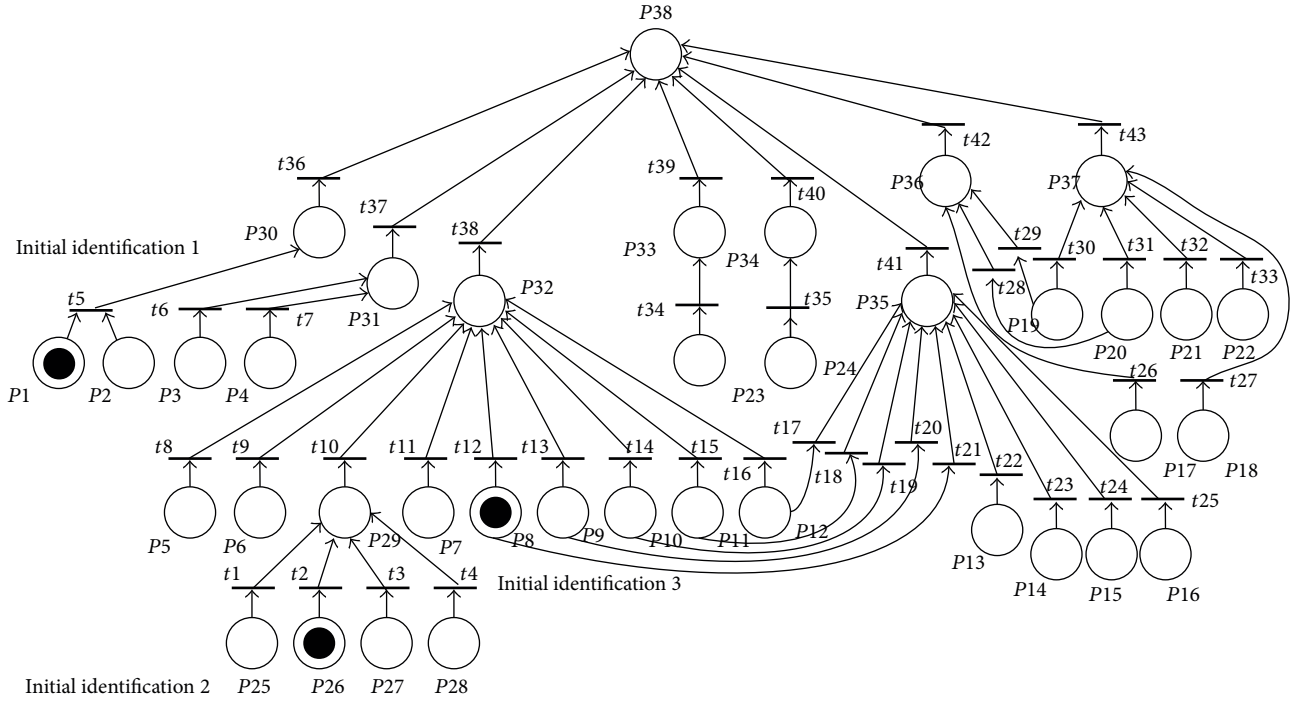 P38
t36
t39
t40
t42
t43
P36
P37
t37
t38
P30
Initial identification 1
P33
P34
t41
t29
t30
t31
t32
t33
t28
t5
t6
t7
P31
P32
t34
t35
P35
P19
P20
P21
P22
P1
P2
P3
P4
P23
P24
t26
t27
t8
t9
t10
t11
t12
t13
t14
t15
t16
t17
t18
t19
t20
t21
t22
t23
t24
t25
P17
P18
P5
P6
P29
P7
P8
P9
P10
P11
P12
P13
P14
P15
P16
t1
t2
t3
t4
Initial identification 3
Initial identification 2
P25
P26
P27
P28